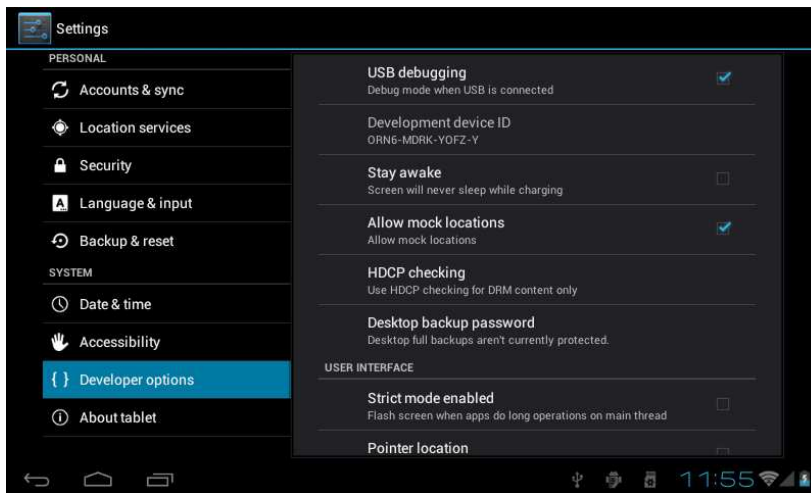 Settings
PERSONAL
Accounts & sync
Location services
Security
Language & input
Backup & reset
SYSTEM
Date & time
Accessibility
{ } Developer options
About tablet
USB debugging
Debug mode when USB is connected
Development device ID
ORN6-MDRK-YOFZ-Y
Stay awake
Screen will never sleep while charging
Allow mock locations
Allow mock locations
HDCP checking
Use HDCP checking for DRM content only
Desktop backup password
Desktop full backups aren't currently protected.
USER INTERFACE
Strict mode enabled
Flash screen when apps do long operations on main thread
Pointer location
11:55